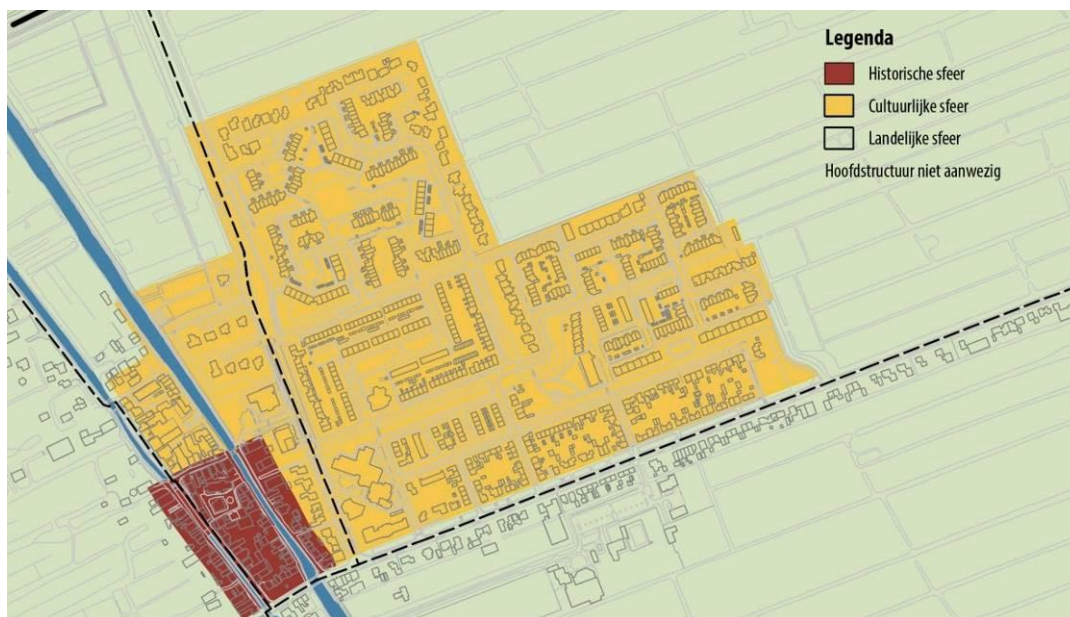 Legenda
Historische sfeer
Cultuurlijke sfeer
Landelijke sfeer
Hoofdstructuur niet aanwezig